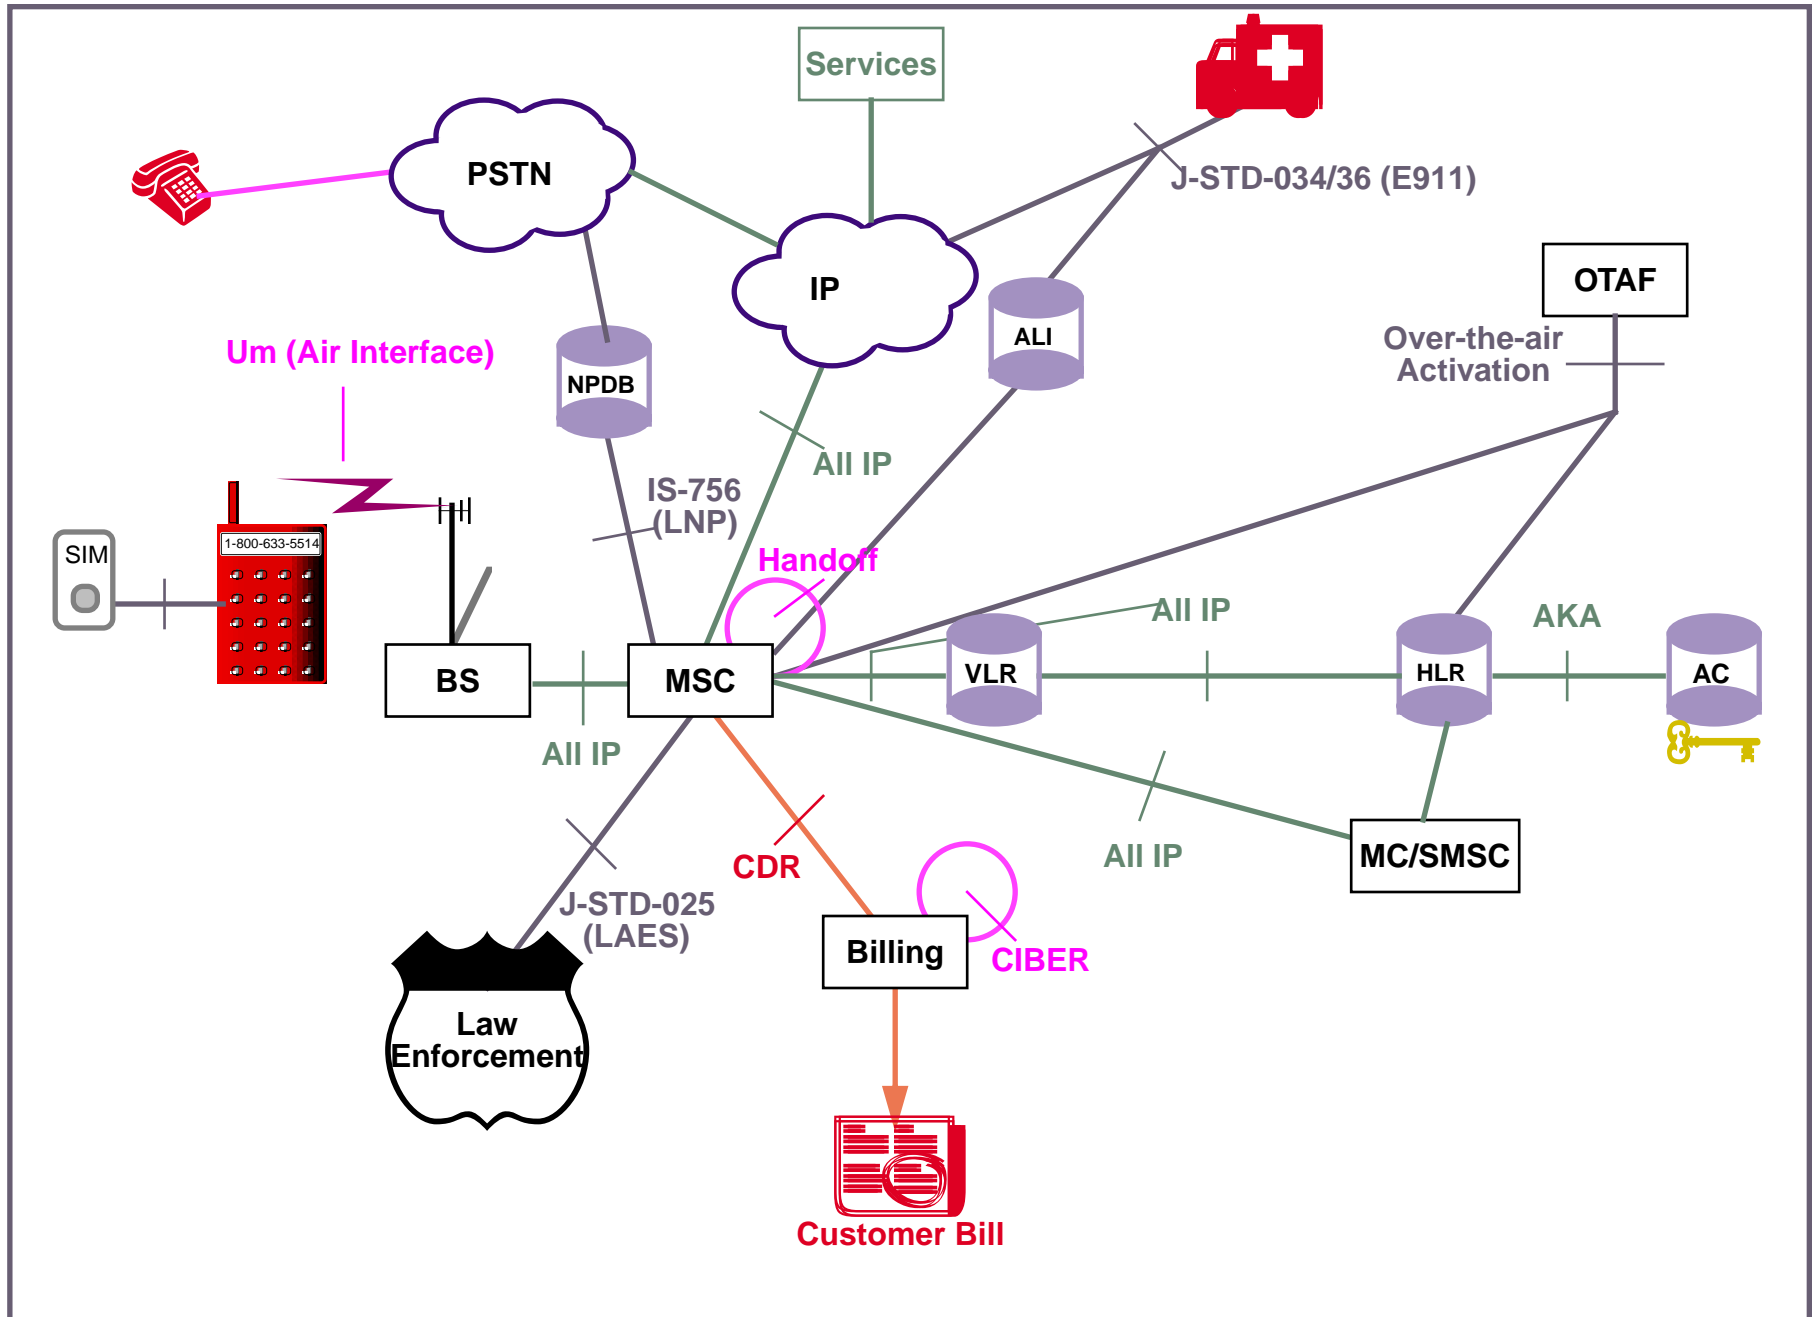 Services
PSTN
J-STD-034/36 (E911)
IP
OTAF
ALI
Um (Air Interface)
NPDB
Over-the-air
Activation
All IP
IS-756
(LNP)
1-800-633-5514
SIM
Handoff
All IP
AKA
BS
MSC
VLR
HLR
AC
All IP
CDR
All IP
MC/SMSC
J-STD-025
(LAES)
Billing
CIBER
Law
Enforcement
Customer Bill